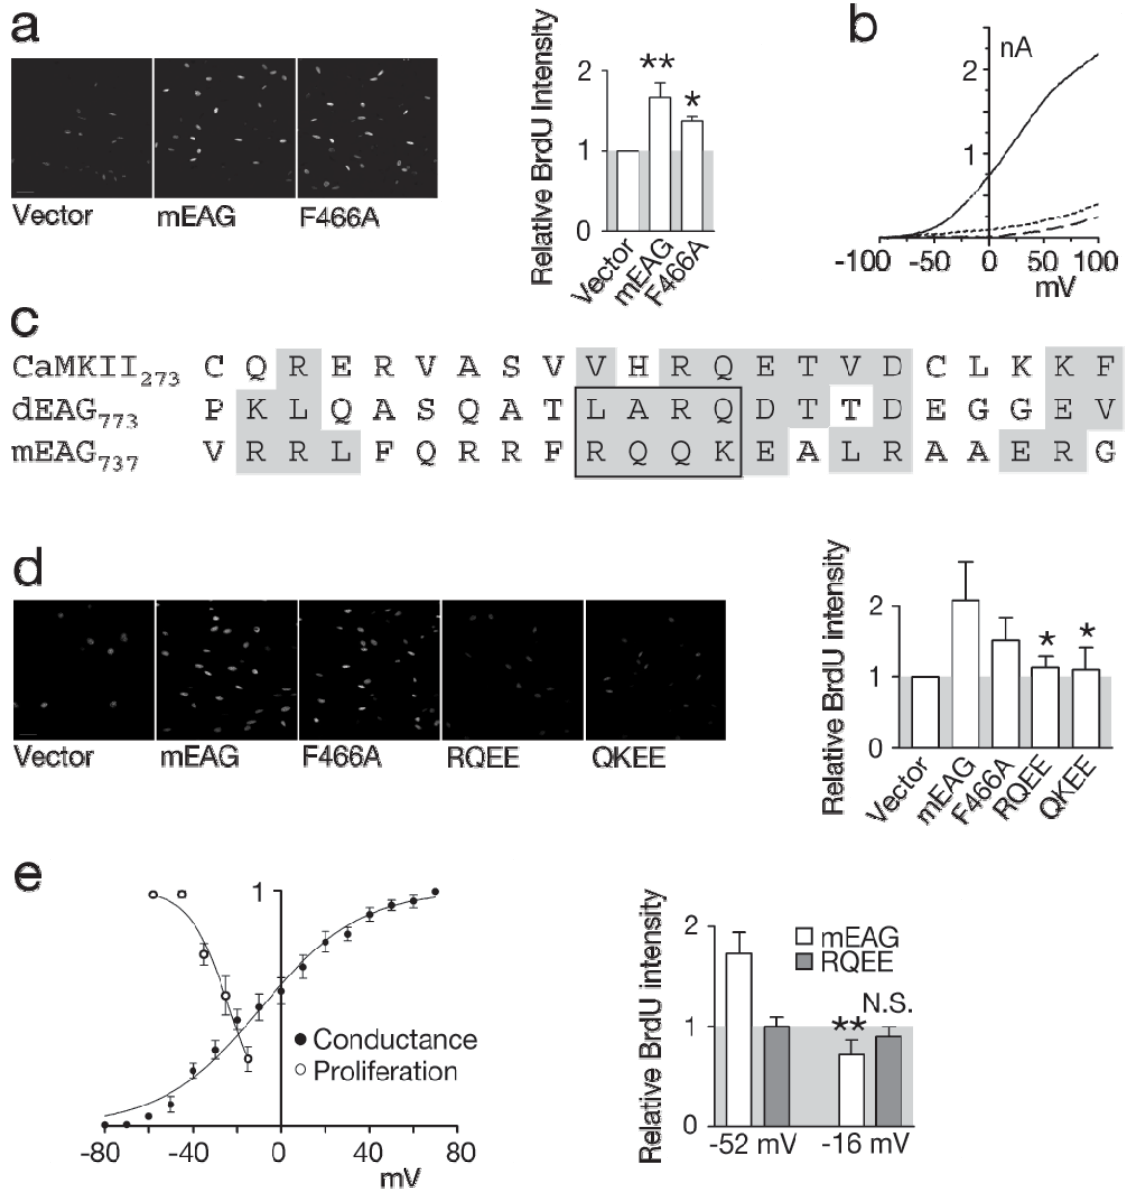 a
Vector mEAG F466A
Relative BrdU intensity
2
1
0
** *
Vector
mEAG
F466A
b
nA
2
1
-100 -50 0 50 100
mV
c
CaMKII273 C Q R E R V A S V V H R Q E T V D C L K K F
dEAG773 P K L Q A S Q A T L A R Q D T T D E G G E V
mEAG737 V R R L F Q R R F R Q Q K E A L R A A E R G
d
Vector mEAG F466A RQEE QKEE
Relative BrdU intensity
2
1
0
* *
Vector
mEAG
F466A
RQEE
QKEE
e
1
Conductance
Proliferation
-80 -40 0 40 80
mV
Relative BrdU intensity
2
1
0
mEAG
RQEE
** N.S.
-52 mV -16 mV